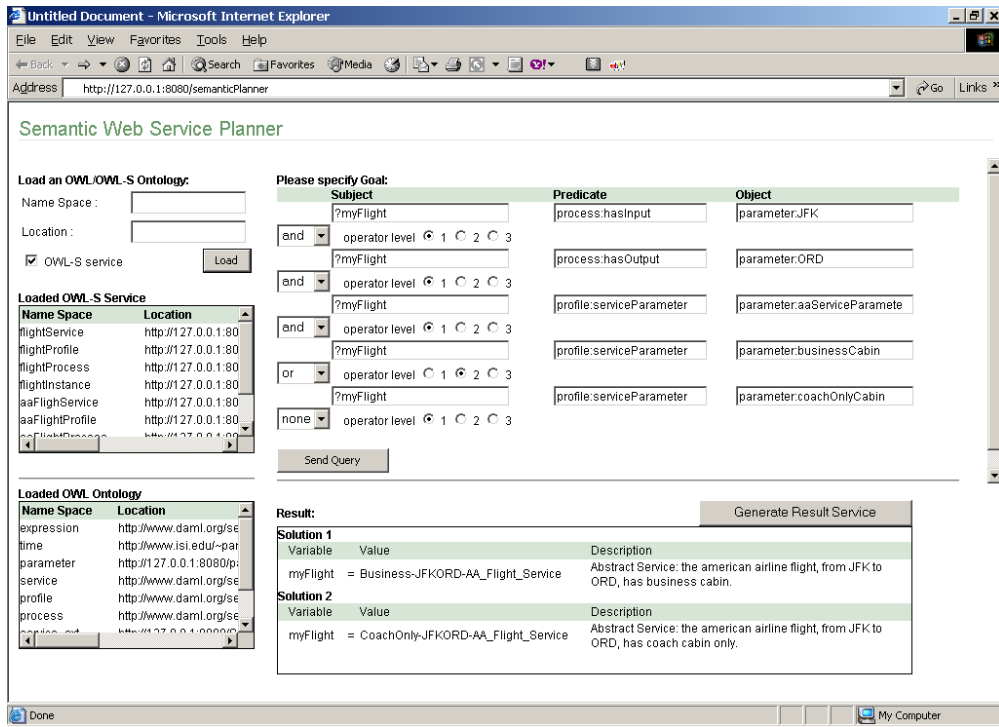 Untitled Document - Microsoft Internet Explorer
File Edit View Favorites Tools Help
Back Search Favorites Media
Address http://127.0.0.1:8080/semanticPlanner Go Links »
Semantic Web Service Planner
Load an OWL/OWL-S Ontology:
Name Space :
Location :
OWL-S service Load
Loaded OWL-S Service
Name Space Location
flightService http://127.0.0.1:80
flightProfile http://127.0.0.1:80
flightProcess http://127.0.0.1:80
flightInstance http://127.0.0.1:80
aaFlighService http://127.0.0.1:80
aaFlightProfile http://127.0.0.1:80
aaFlightProcess http://127.0.0.1:80
Loaded OWL Ontology
Name Space Location
expression http://www.daml.org/se
time http://www.isi.edu/~pan
parameter http://127.0.0.1:8080/pa
service http://www.daml.org/se
profile http://www.daml.org/se
process http://www.daml.org/se
Please specify Goal:
Subject Predicate Object
?myFlight process:hasInput parameter:JFK
and operator level 1 2 3
?myFlight process:hasOutput parameter:ORD
and operator level 1 2 3
?myFlight profile:serviceParameter parameter:aaServiceParamete
and operator level 1 2 3
?myFlight profile:serviceParameter parameter:businessCabin
or operator level 1 2 3
?myFlight profile:serviceParameter parameter:coachOnlyCabin
none operator level 1 2 3
Send Query
Result: Generate Result Service
Solution 1
Variable Value Description
myFlight = Business-JFKORD-AA_Flight_Service Abstract Service: the american airline flight, from JFK to
ORD, has business cabin.
Solution 2
Variable Value Description
myFlight = CoachOnly-JFKORD-AA_Flight_Service Abstract Service: the american airline flight, from JFK to
ORD, has coach cabin only.
Done My Computer